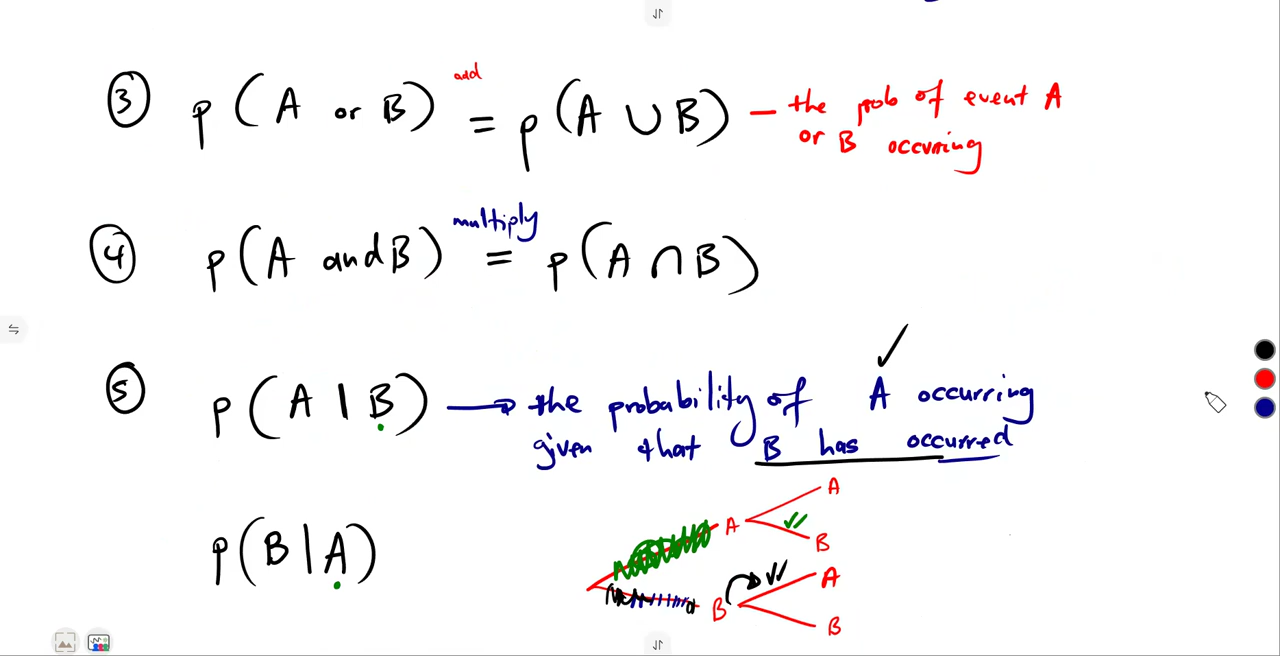 ③ p (A or B) add = p (A ∪ B) – the prob of event A
or B occuring
④ p(A and B) multiply = p(A ∩ B)
⑤ p(A | B) → the probability of A occurring
given that B has occurred
p(B | A)
A
A
B
A
B
B